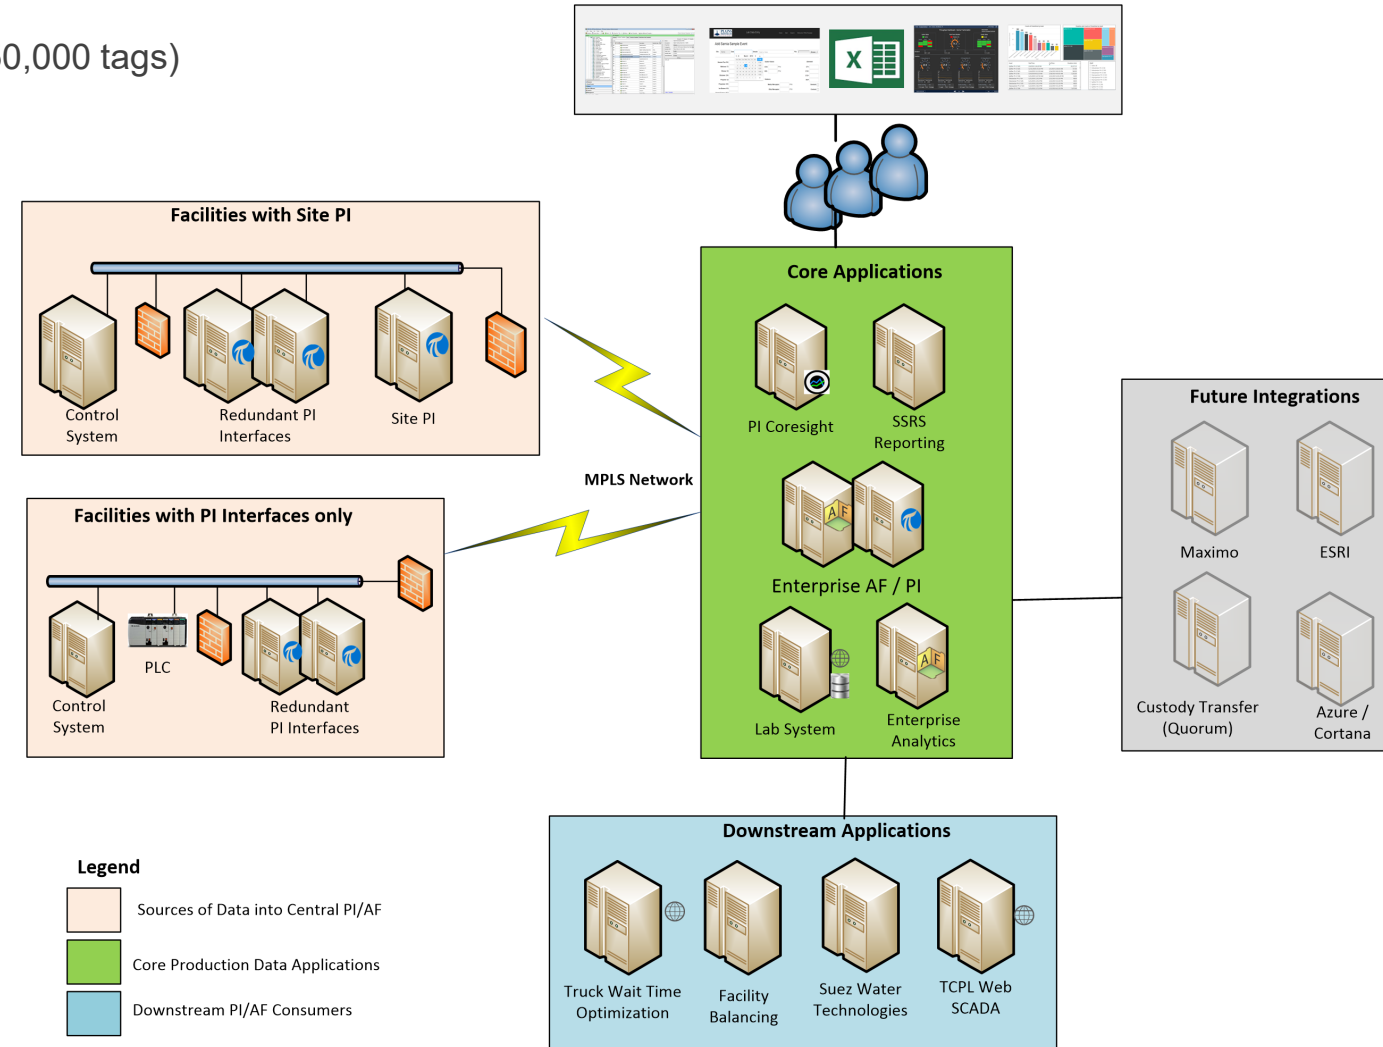 0,000 tags)
Facilities with Site PI
Control
System
Redundant PI
Interfaces
Site PI
Facilities with PI Interfaces only
Control
System
PLC
Redundant
PI Interfaces
MPLS Network
Core Applications
PI Coresight
SSRS
Reporting
A F
Enterprise AF / PI
Lab System
A F
Enterprise
Analytics
Future Integrations
Maximo
ESRI
Custody Transfer
(Quorum)
Azure /
Cortana
Downstream Applications
Truck Wait Time
Optimization
Facility
Balancing
Suez Water
Technologies
TCPL Web
SCADA
Legend
Sources of Data into Central PI/AF
Core Production Data Applications
Downstream PI/AF Consumers